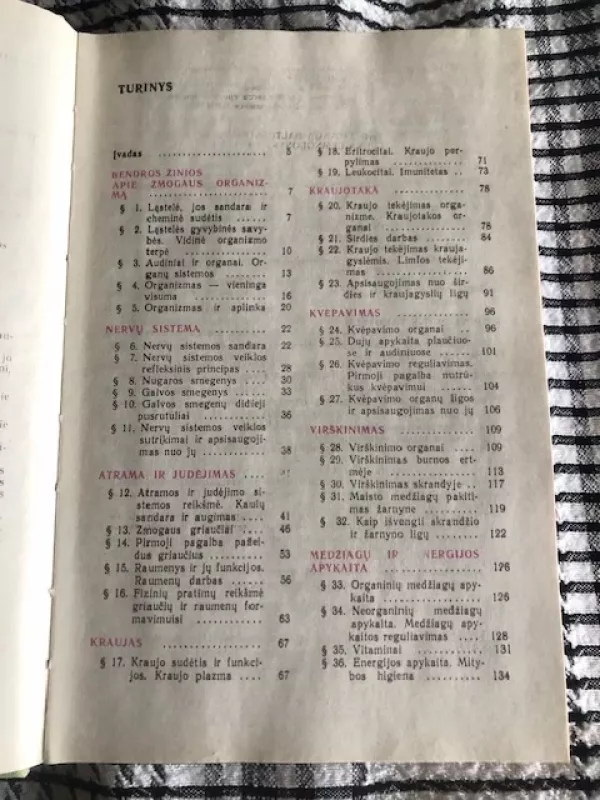 TURINYS
Įvadas ..................... 5
BENDROS ŽINIOS
APIE ŽMOGAUS ORGANIZ-
MĄ ................. 7
§ 1. Ląstelė, jos sandara ir
cheminė sudėtis ...... 7
§ 2. Ląstelės gyvybinės savy-
bės. Vidinė organizmo
terpė ............... 10
§ 3. Audiniai ir organai. Or-
ganų sistemos ........ 13
§ 4. Organizmas — vieninga
visuma .............. 16
§ 5. Organizmas ir aplinka 20
NERVŲ SISTEMA ........... 22
§ 6. Nervų sistemos sandara 22
§ 7. Nervų sistemos veiklos
refleksinis principas .... 28
§ 8. Nugaros smegenys .... 30
§ 9. Galvos smegenys ..... 33
§ 10. Galvos smegenų didieji
pusrutuliai ............ 36
§ 11. Nervų sistemos veiklos
sutrikimai ir apsisaugoji-
mas nuo jų .......... 38
ATRAMA IR JUDĖJIMAS ....
§ 12. Atramos ir judėjimo si-
stemos reikšmė. Kaulų
sandara ir augimas .... 41
§ 13. Žmogaus griaučiai .... 46
§ 14. Pirmoji pagalba pažei-
dus griaučius .......... 53
§ 15. Raumenys ir jų funkcijos.
Raumenų darbas ...... 56
§ 16. Fizinių pratimų reikšmė
griaučių ir raumenų for-
mavimuisi ............ 63
KRAUJAS .................. 67
§ 17. Kraujo sudėtis ir funkci-
jos. Kraujo plazma .... 67
§ 18. Eritrocitai. Kraujo per-
pylimas .............. 71
§ 19. Leukocitai. Imunitetas .. 73
KRAUJOTAKA ............. 78
§ 20. Kraujo tekėjimas orga-
nizme. Kraujotakos or-
ganai ............... 78
§ 21. Širdies darbas ........ 84
§ 22. Kraujo tekėjimas krauja-
gyslėmis. Limfos tekėji-
mas ................. 86
§ 23. Apsisaugojimas nuo šir-
dies ir kraujagyslių ligų 91
KVĖPAVIMAS ............. 96
§ 24. Kvėpavimo organai .. 96
§ 25. Dujų apykaita plaučiuo-
se ir audiniuose ...... 101
§ 26. Kvėpavimo reguliavimas.
Pirmoji pagalba nutrū-
kus kvėpavimui ...... 104
§ 27. Kvėpavimo organų ligos
ir apsisaugojimas nuo jų 106
VIRŠKINIMAS ............. 109
§ 28. Virškinimo organai .... 109
§ 29. Virškinimas burnos ert-
mėje ................ 113
§ 30. Virškinimas skrandyje .. 117
§ 31. Maisto medžiagų pakiti-
mas žarnyne .......... 119
§ 32. Kaip išvengti skrandžio
ir žarnyno ligų ........ 122
MEDŽIAGŲ IR ENERGIJOS
APYKAITA ................ 126
§ 33. Organinių medžiagų apy-
kaita ................ 126
§ 34. Neorganinių medžiagų
apykaita. Medžiagų apy-
kaitos reguliavimas .... 128
§ 35. Vitaminai ........... 131
§ 36. Energijos apykaita. Mity-
bos higiena .......... 134